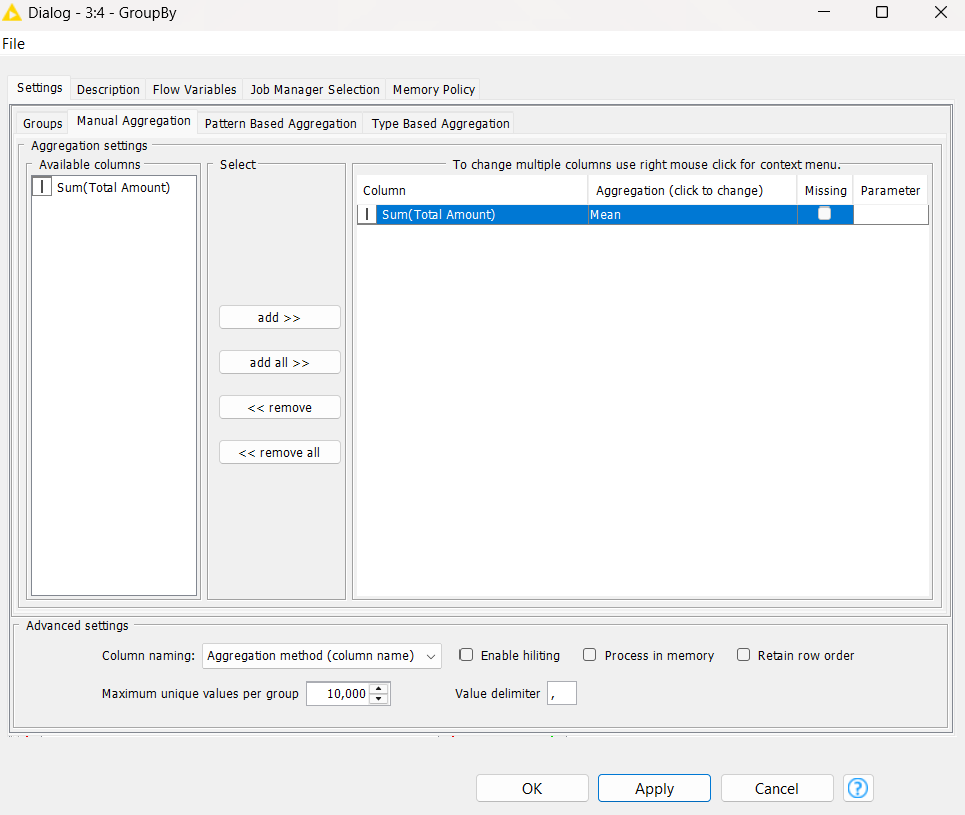 Dialog - 3:4 - GroupBy
File
Settings Description Flow Variables Job Manager Selection Memory Policy
Groups Manual Aggregation Pattern Based Aggregation Type Based Aggregation
Aggregation settings
Available columns
I Sum(Total Amount)
Select
add >>
add all >>
<< remove
<< remove all
To change multiple columns use right mouse click for context menu.
Column Aggregation (click to change) Missing Parameter
I Sum(Total Amount) Mean
Advanced settings
Column naming: Aggregation method (column name) Enable hiliting Process in memory Retain row order
Maximum unique values per group 10,000 Value delimiter ,
OK Apply Cancel ?